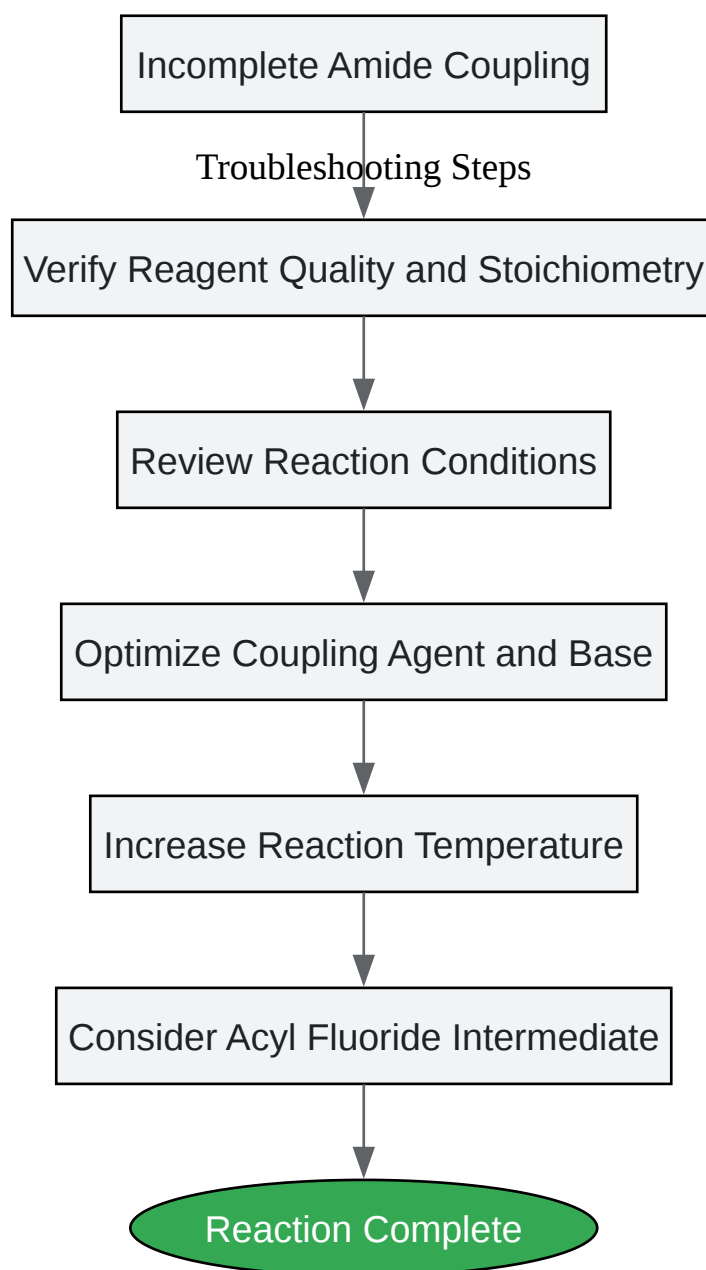 Incomplete Amide Coupling
Troubleshooting Steps
Verify Reagent Quality and Stoichiometry
Review Reaction Conditions
Optimize Coupling Agent and Base
Increase Reaction Temperature
Consider Acyl Fluoride Intermediate
Reaction Complete